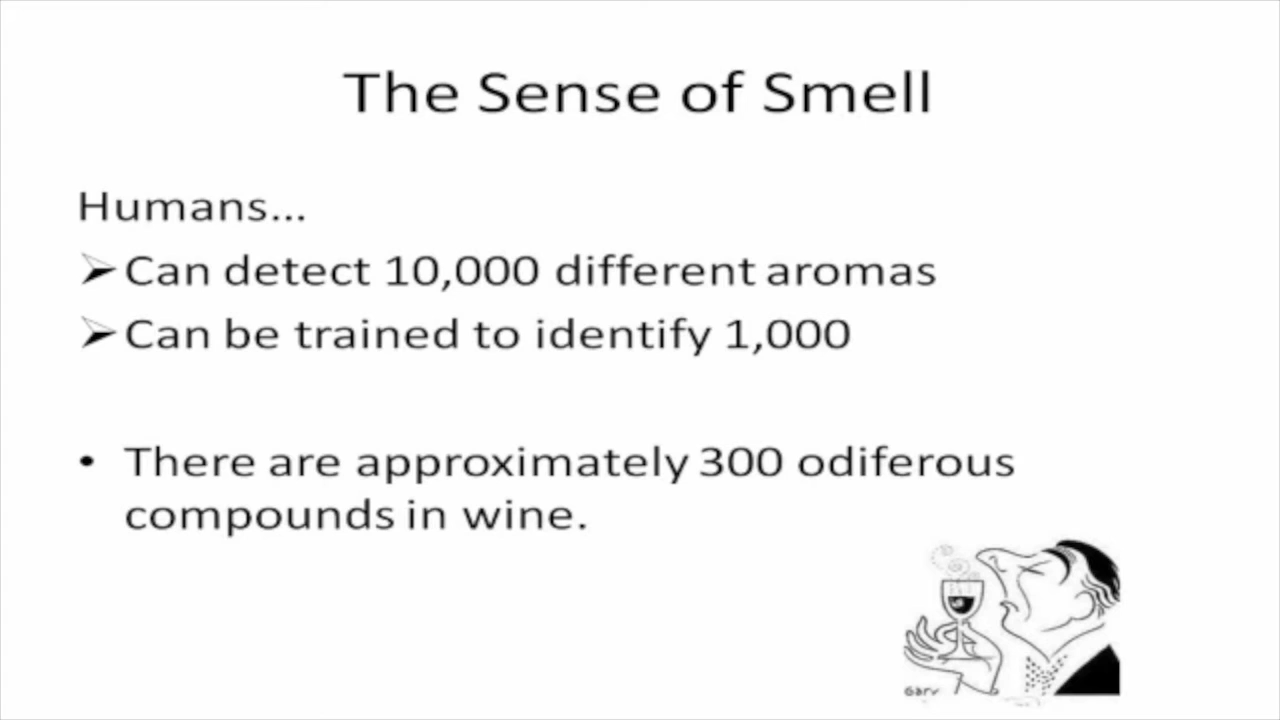 The Sense of Smell
Humans...
➢Can detect 10,000 different aromas
➢Can be trained to identify 1,000
• There are approximately 300 odiferous
compounds in wine.